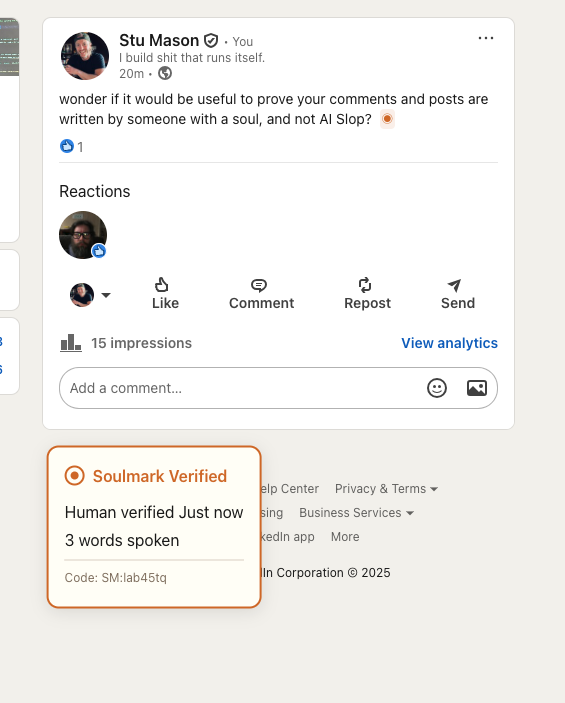 Stu Mason • You
I build shit that runs itself.
20m •
wonder if it would be useful to prove your comments and posts are
written by someone with a soul, and not AI Slop?
1
Reactions
Like Comment Repost Send
15 impressions View analytics
Add a comment...
Soulmark Verified
Human verified Just now
3 words spoken
Code: SM:lab45tq
elp Center Privacy & Terms
sing Business Services
kedIn app More
In Corporation © 2025